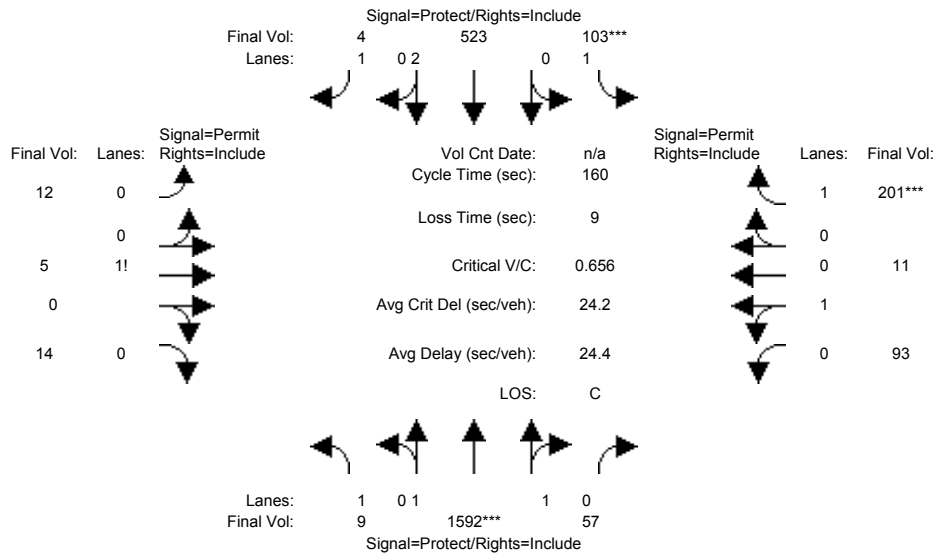 Signal=Protect/Rights=Include
Final Vol: 4 523 103***
Lanes: 1 0 2 0 1
Signal=Permit
Final Vol: Lanes: Rights=Include
Vol Cnt Date: n/a
Signal=Permit
Rights=Include Lanes: Final Vol:
Cycle Time (sec): 160
12 0
1 201***
Loss Time (sec): 9
0
0
5 1!
Critical V/C: 0.656
0 11
0
Avg Crit Del (sec/veh): 24.2
1
14 0
Avg Delay (sec/veh): 24.4
0 93
LOS: C
Lanes: 1 0 1 1 0
Final Vol: 9 1592*** 57
Signal=Protect/Rights=Include